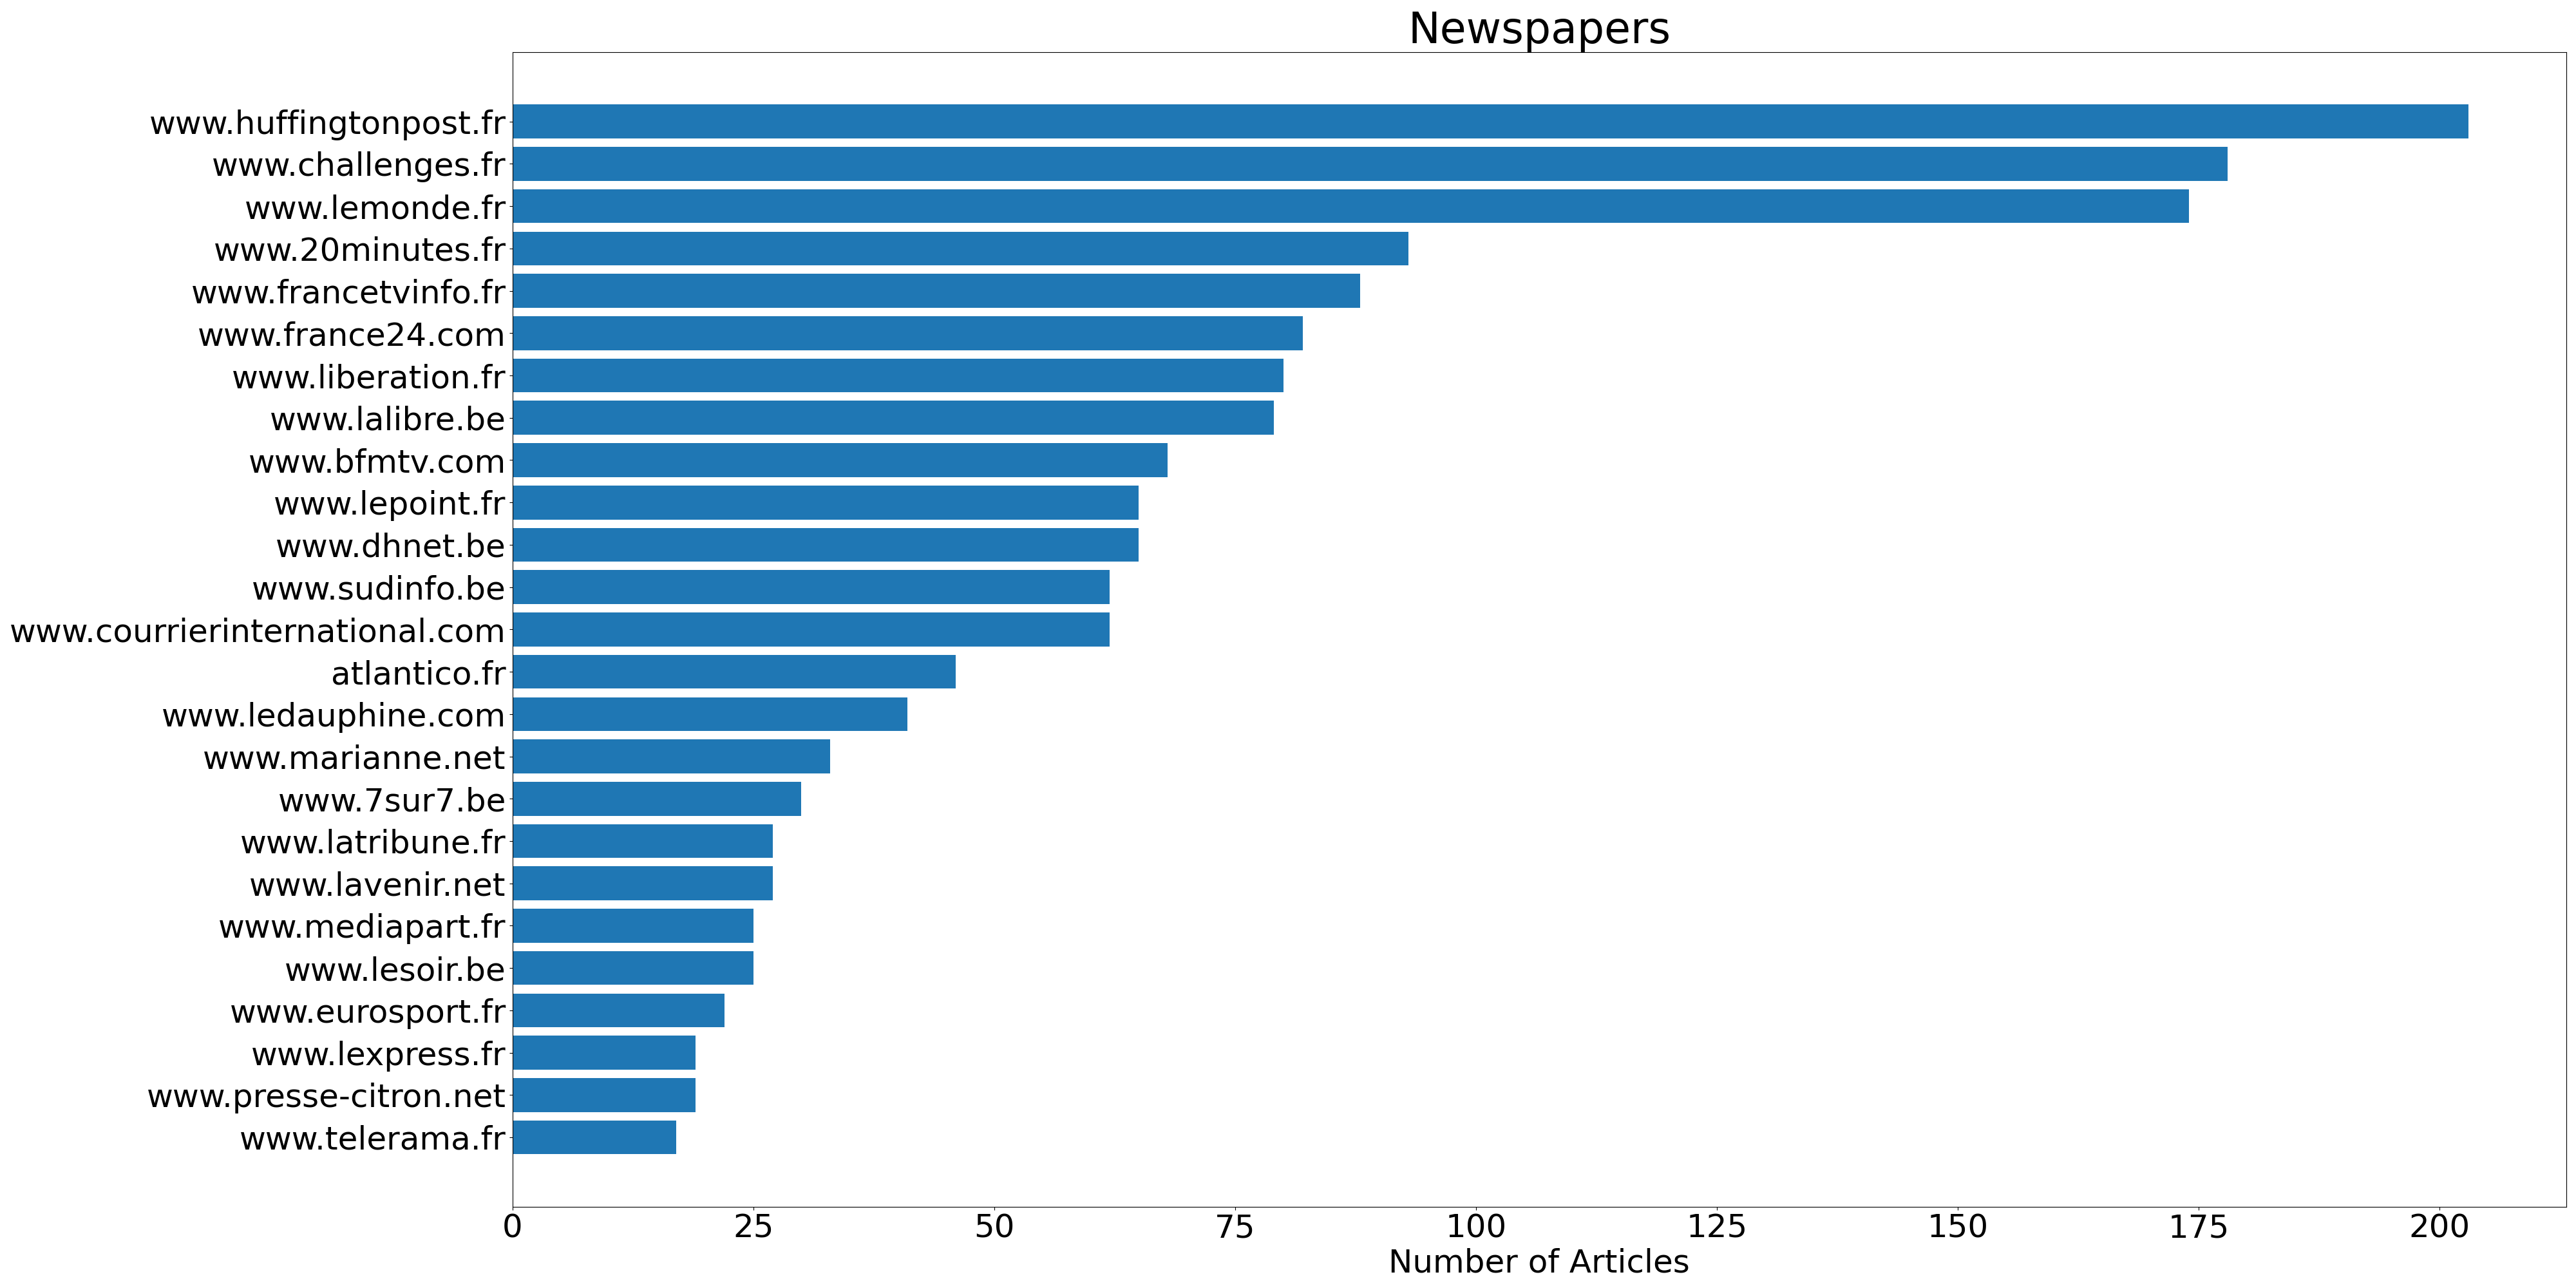 Newspapers
www.huffingtonpost.fr
www.challenges.fr
www.lemonde.fr
www.20minutes.fr
www.francetvinfo.fr
www.france24.com
www.liberation.fr
www.lalibre.be
www.bfmtv.com
www.lepoint.fr
www.dhnet.be
www.sudinfo.be
www.courrierinternational.com
atlantico.fr
www.ledauphine.com
www.marianne.net
www.7sur7.be
www.latribune.fr
www.lavenir.net
www.mediapart.fr
www.lesoir.be
www.eurosport.fr
www.lexpress.fr
www.presse-citron.net
www.telerama.fr
0 25 50 75 100 125 150 175 200
Number of Articles